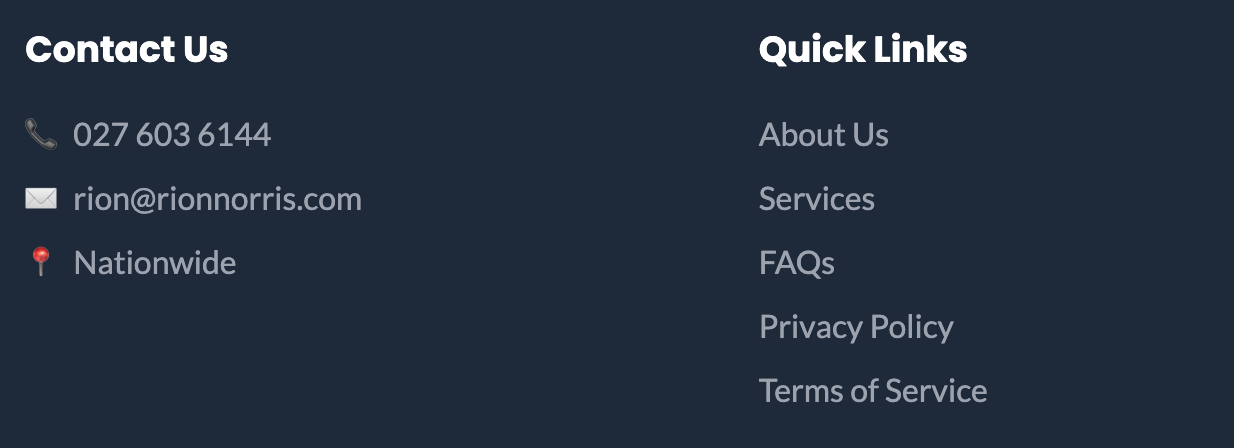 Contact Us
027 603 6144
rion@rionnorris.com
Nationwide
Quick Links
About Us
Services
FAQs
Privacy Policy
Terms of Service